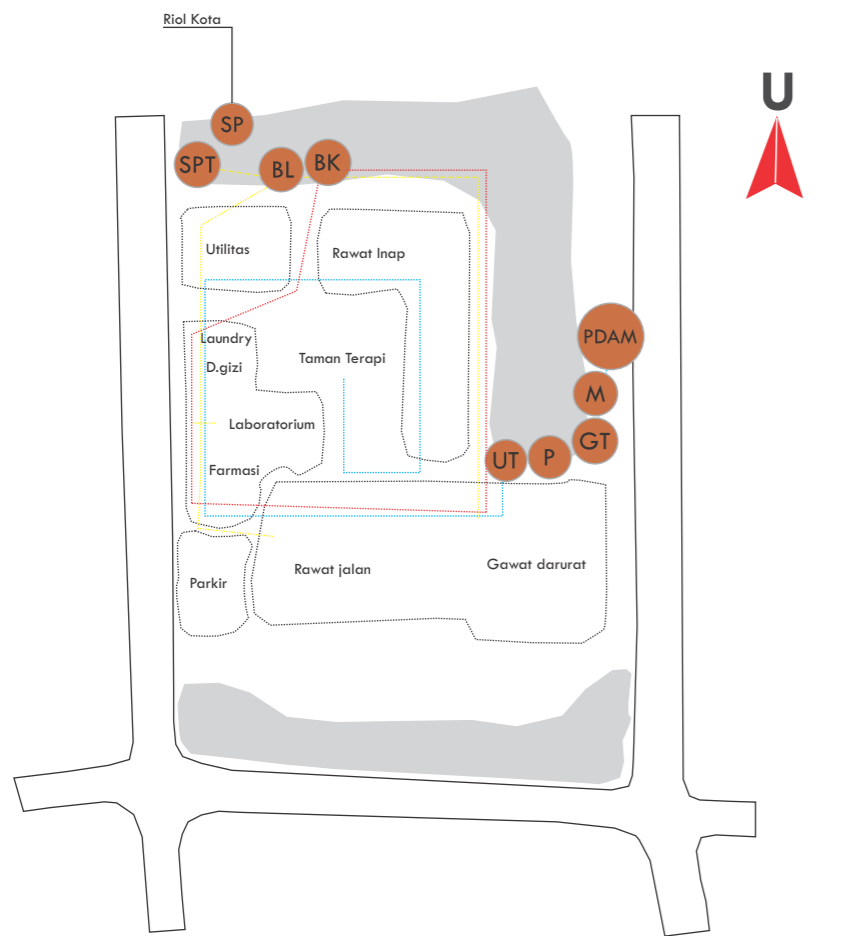 Riol Kota
U
SP
SPT
BL
BK
Utilitas
Rawat Inap
PDAM
Laundry
Taman Terapi
D.gizi
M
Laboratorium
GT
UT
P
Farmasi
Rawat jalan
Gawat darurat
Parkir